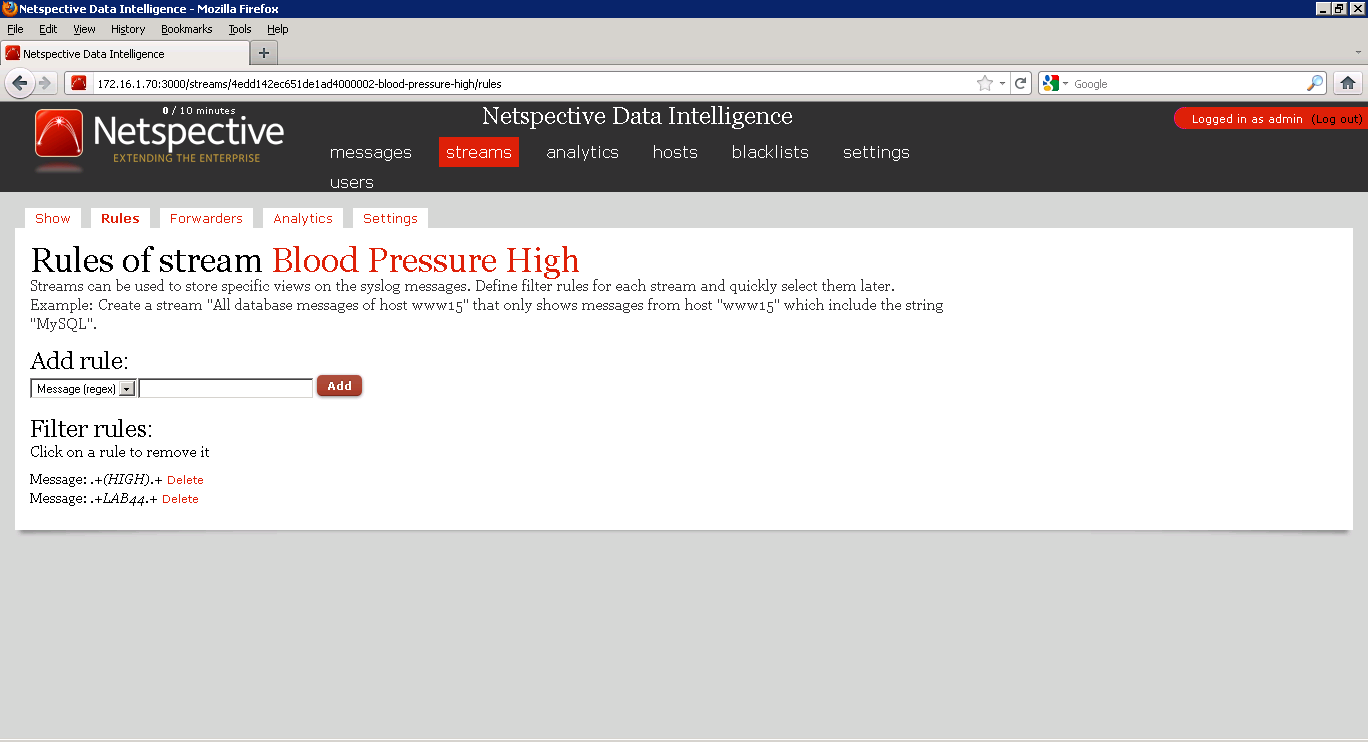 Netspective Data Intelligence - Mozilla Firefox
File Edit View History Bookmarks Tools Help
Netspective Data Intelligence
172.16.1.70:3000/streams/4edd142ec651de1ad4000002-blood-pressure-high/rules
Google
0 / 10 minutes
Netspective
EXTENDING THE ENTERPRISE
Netspective Data Intelligence
Logged in as admin (Log out)
messages streams analytics hosts blacklists settings
users
Show Rules Forwarders Analytics Settings
Rules of stream Blood Pressure High
Streams can be used to store specific views on the syslog messages. Define filter rules for each stream and quickly select them later.
Example: Create a stream "All database messages of host www15" that only shows messages from host "www15" which include the string
"MySQL".
Add rule:
Message (regex) Add
Filter rules:
Click on a rule to remove it
Message: .+(HIGH).+ Delete
Message: .+LAB44.+ Delete